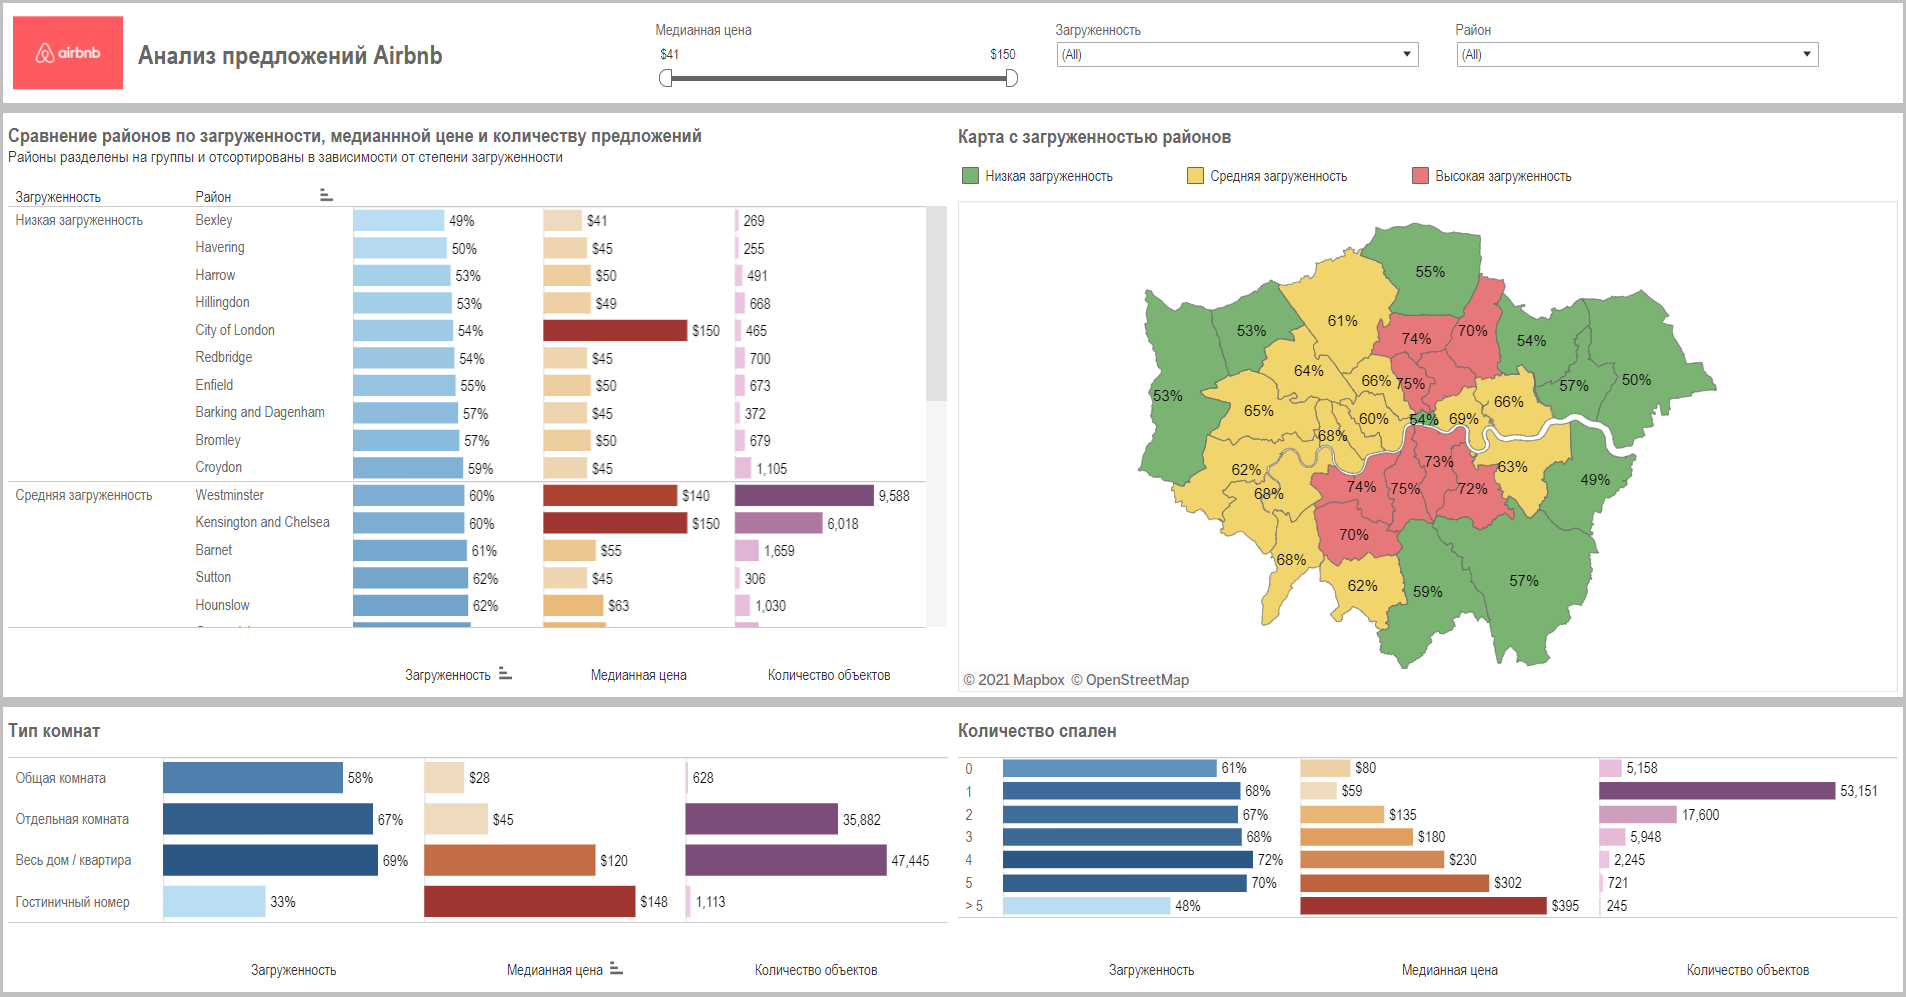 airbnb
Анализ предложений Airbnb
Медианная цена
$41 $150
Загруженность
(All)
Район
(All)
Сравнение районов по загруженности, медианнной цене и количеству предложений
Районы разделены на группы и отсортированы в зависимости от степени загруженности
Загруженность Район
Низкая загруженность Bexley 49% $41 269
Havering 50% $45 255
Harrow 53% $50 491
Hillingdon 53% $49 668
City of London 54% $150 465
Redbridge 54% $45 700
Enfield 55% $50 673
Barking and Dagenham 57% $45 372
Bromley 57% $50 679
Croydon 59% $45 1,105
Средняя загруженность Westminster 60% $140 9,588
Kensington and Chelsea 60% $150 6,018
Barnet 61% $55 1,659
Sutton 62% $45 306
Hounslow 62% $63 1,030
Загруженность Медианная цена Количество объектов
Карта с загруженностью районов
Низкая загруженность Средняя загруженность Высокая загруженность
55%
61%
53% 74% 70% 54%
64% 66% 75% 57% 50%
53% 65% 60% 54% 69% 66%
68%
62% 73% 63%
68% 74% 75% 72% 49%
70%
68% 62% 59% 57%
© 2021 Mapbox © OpenStreetMap
Тип комнат
Общая комната 58% $28 628
Отдельная комната 67% $45 35,882
Весь дом / квартира 69% $120 47,445
Гостиничный номер 33% $148 1,113
Загруженность Медианная цена Количество объектов
Количество спален
0 61% $80 5,158
1 68% $59 53,151
2 67% $135 17,600
3 68% $180 5,948
4 72% $230 2,245
5 70% $302 721
> 5 48% $395 245
Загруженность Медианная цена Количество объектов